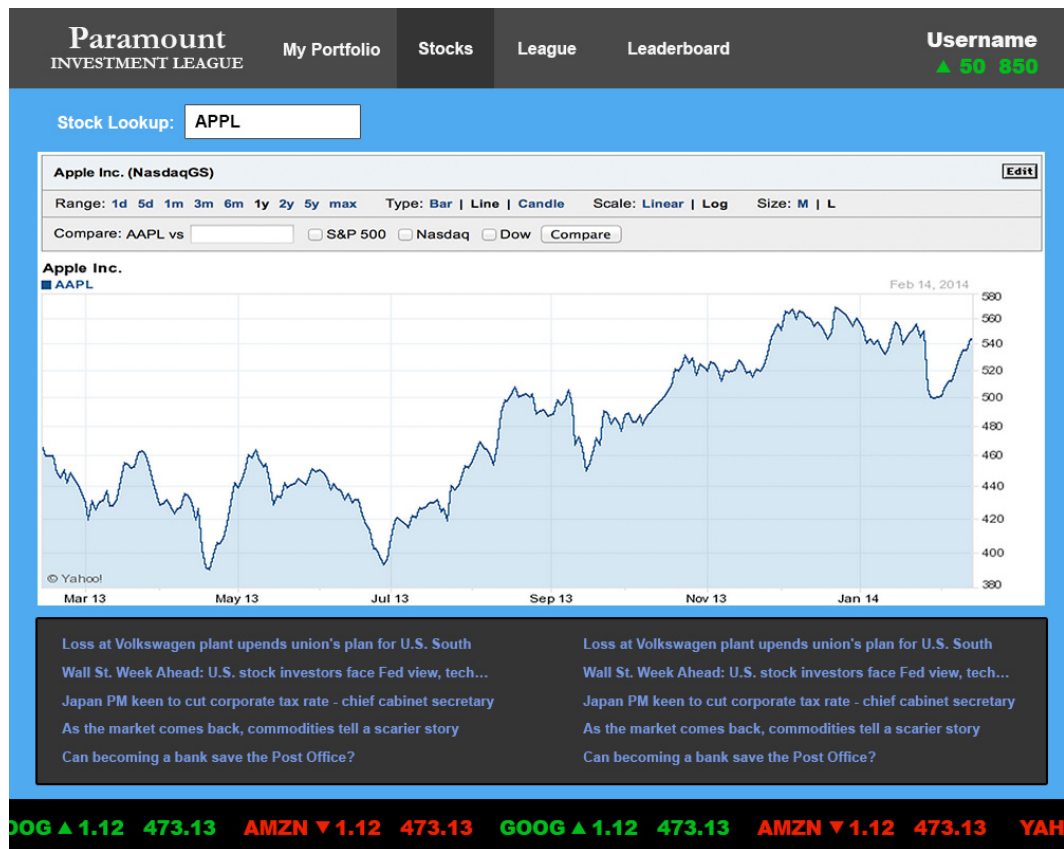 Paramount
INVESTMENT LEAGUE
My Portfolio Stocks League Leaderboard
Username
▲ 50 850
Stock Lookup: APPL
Apple Inc. (NasdaqGS) Edit
Range: 1d 5d 1m 3m 6m 1y 2y 5y max Type: Bar | Line | Candle Scale: Linear | Log Size: M | L
Compare: AAPL vs S&P 500 Nasdaq Dow Compare
Apple Inc.
AAPL Feb 14, 2014
580
560
540
520
500
480
460
440
420
400
380
© Yahoo!
Mar 13 May 13 Jul 13 Sep 13 Nov 13 Jan 14
Loss at Volkswagen plant upends union's plan for U.S. South
Wall St. Week Ahead: U.S. stock investors face Fed view, tech...
Japan PM keen to cut corporate tax rate - chief cabinet secretary
As the market comes back, commodities tell a scarier story
Can becoming a bank save the Post Office?
Loss at Volkswagen plant upends union's plan for U.S. South
Wall St. Week Ahead: U.S. stock investors face Fed view, tech...
Japan PM keen to cut corporate tax rate - chief cabinet secretary
As the market comes back, commodities tell a scarier story
Can becoming a bank save the Post Office?
OOG ▲ 1.12 473.13 AMZN ▼ 1.12 473.13 GOOG ▲ 1.12 473.13 AMZN ▼ 1.12 473.13 YAH